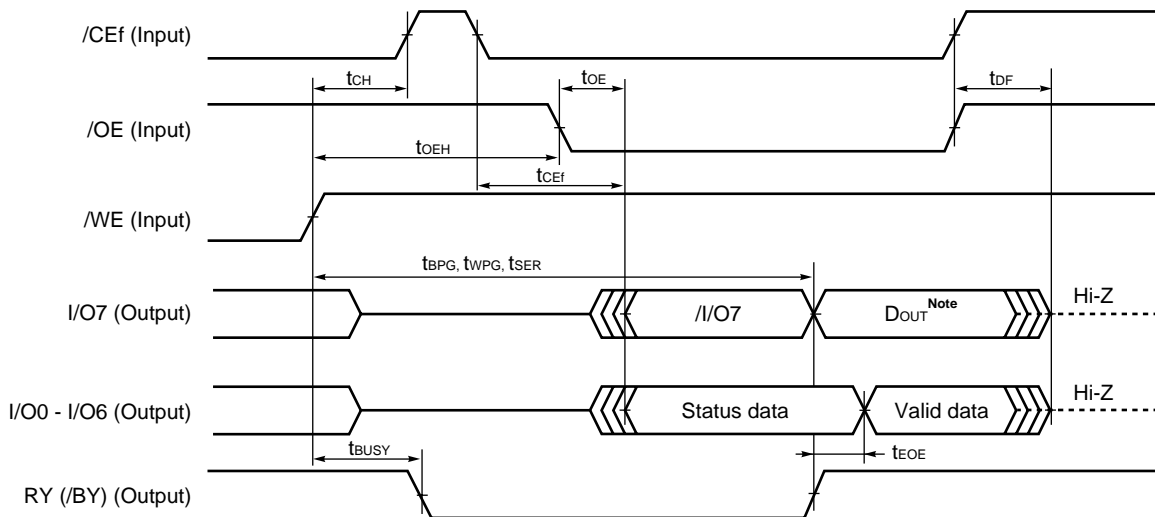 /CEf (Input)
tCH
tOE
tDF
/OE (Input)
tOEH
tCEf
/WE (Input)
tBPG, tWPG, tSER
I/O7 (Output)
/I/O7
DOUT Note
Hi-Z
I/O0 - I/O6 (Output)
Status data
Valid data
Hi-Z
tBUSY
tEOE
RY (/BY) (Output)